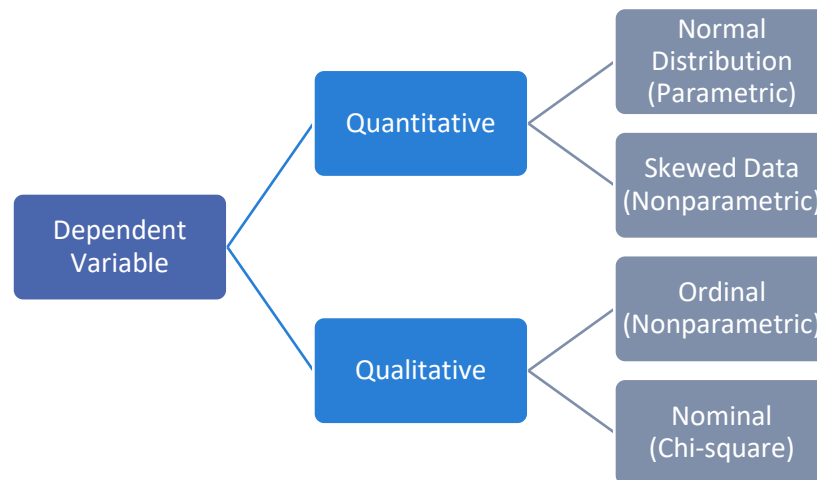 Dependent
Variable
Quantitative
Normal
Distribution
(Parametric)
Skewed Data
(Nonparametric)
Qualitative
Ordinal
(Nonparametric)
Nominal
(Chi-square)